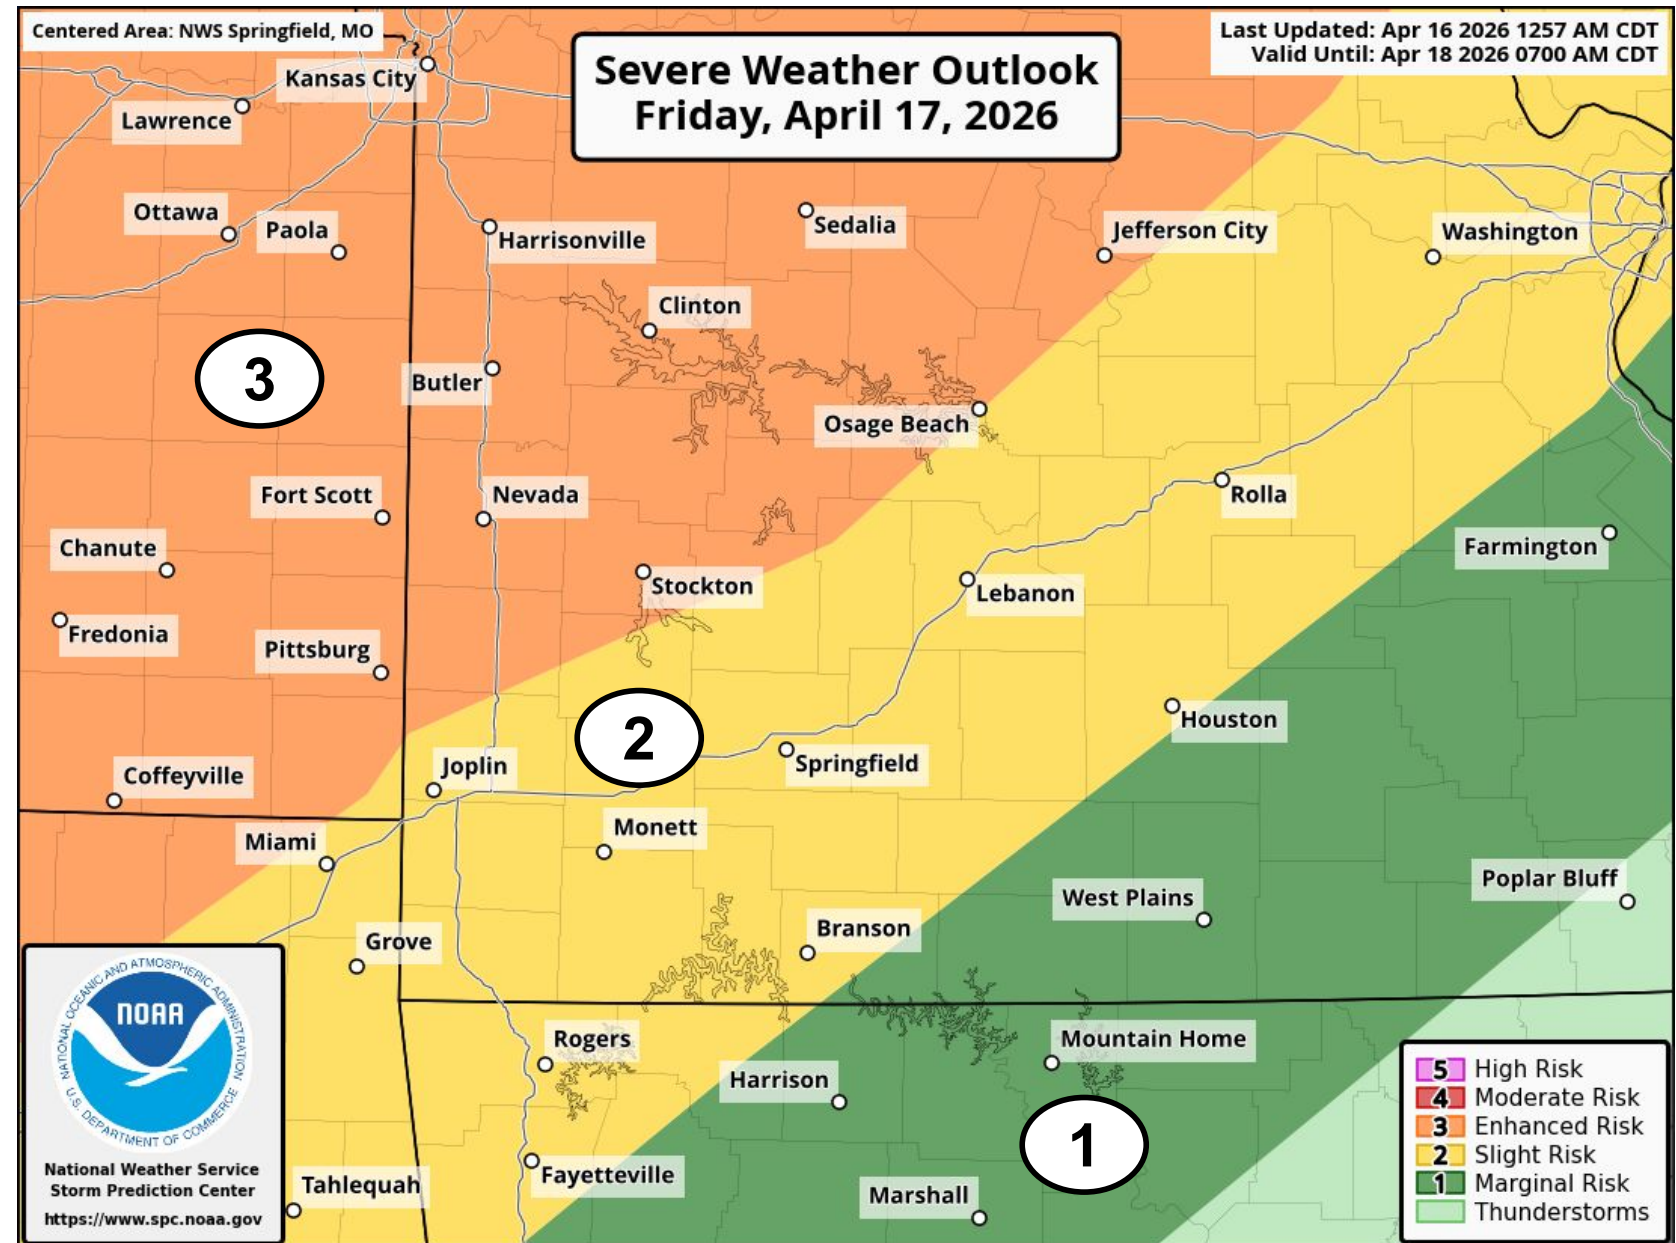 Centered Area: NWS Springfield, MO
Last Updated: Apr 16 2026 1257 AM CDT
Valid Until: Apr 18 2026 0700 AM CDT
Severe Weather Outlook
Friday, April 17, 2026
Kansas City
Lawrence
Ottawa
Paola
Harrisonville
Sedalia
Jefferson City
Washington
Clinton
3
Butler
Osage Beach
Fort Scott
Nevada
Rolla
Chanute
Farmington
Stockton
Lebanon
Fredonia
Pittsburg
Houston
2
Coffeyville
Joplin
Springfield
Miami
Monett
Poplar Bluff
West Plains
Grove
Branson
Rogers
Mountain Home
Harrison
1
Tahlequah
Fayetteville
Marshall
NATIONAL OCEANIC AND ATMOSPHERIC ADMINISTRATION
NOAA
U.S. DEPARTMENT OF COMMERCE
National Weather Service
Storm Prediction Center
https://www.spc.noaa.gov
5 High Risk
4 Moderate Risk
3 Enhanced Risk
2 Slight Risk
1 Marginal Risk
Thunderstorms